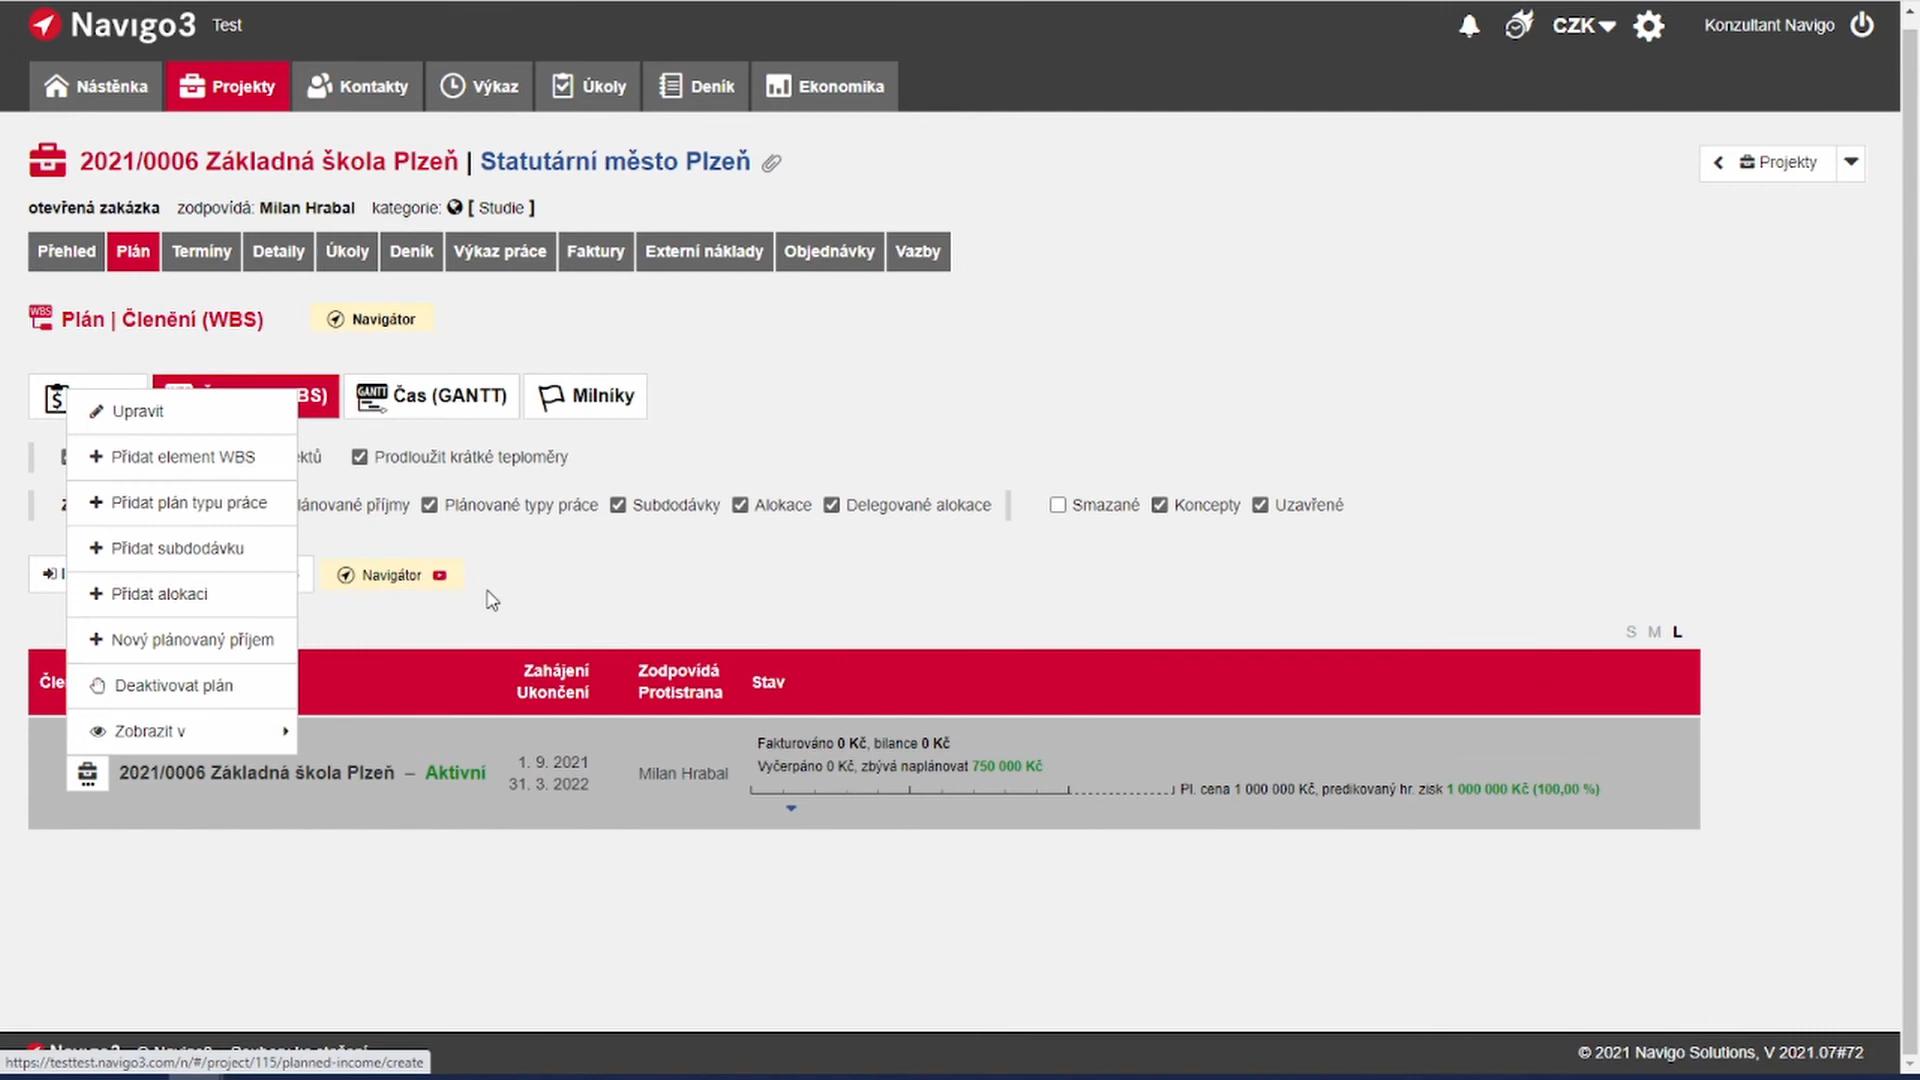 Navigo3 Test
CZK
Konzultant Navigo
Nástěnka
Projekty
Kontakty
Výkaz
Úkoly
Deník
Ekonomika
2021/0006 Základná škola Plzeň | Statutární město Plzeň
Projekty
otevřená zakázka zodpovídá: Milan Hrabal kategorie: [ Studie ]
Přehled
Plán
Termíny
Detaily
Úkoly
Deník
Výkaz práce
Faktury
Externí náklady
Objednávky
Vazby
WBS Plán | Členění (WBS)
Navigátor
BS)
GANTT Čas (GANTT)
Milníky
Upravit
Přidat element WBS
Přidat plán typu práce
Přidat subdodávku
Přidat alokaci
Nový plánovaný příjem
Deaktivovat plán
Zobrazit v
ektů Prodloužit krátké teploměry
lánované příjmy Plánované typy práce Subdodávky Alokace Delegované alokace Smazané Koncepty Uzavřené
Navigátor
S M L
Čle
Zahájení
Ukončení
Zodpovídá
Protistrana
Stav
2021/0006 Základná škola Plzeň – Aktivní
1. 9. 2021
31. 3. 2022
Milan Hrabal
Fakturováno 0 Kč, bilance 0 Kč
Vyčerpáno 0 Kč, zbývá naplánovat 750 000 Kč
Pl. cena 1 000 000 Kč, predikovaný hr. zisk 1 000 000 Kč (100,00 %)
https://testtest.navigo3.com/n/#/project/115/planned-income/create
© 2021 Navigo Solutions, V 2021.07#72